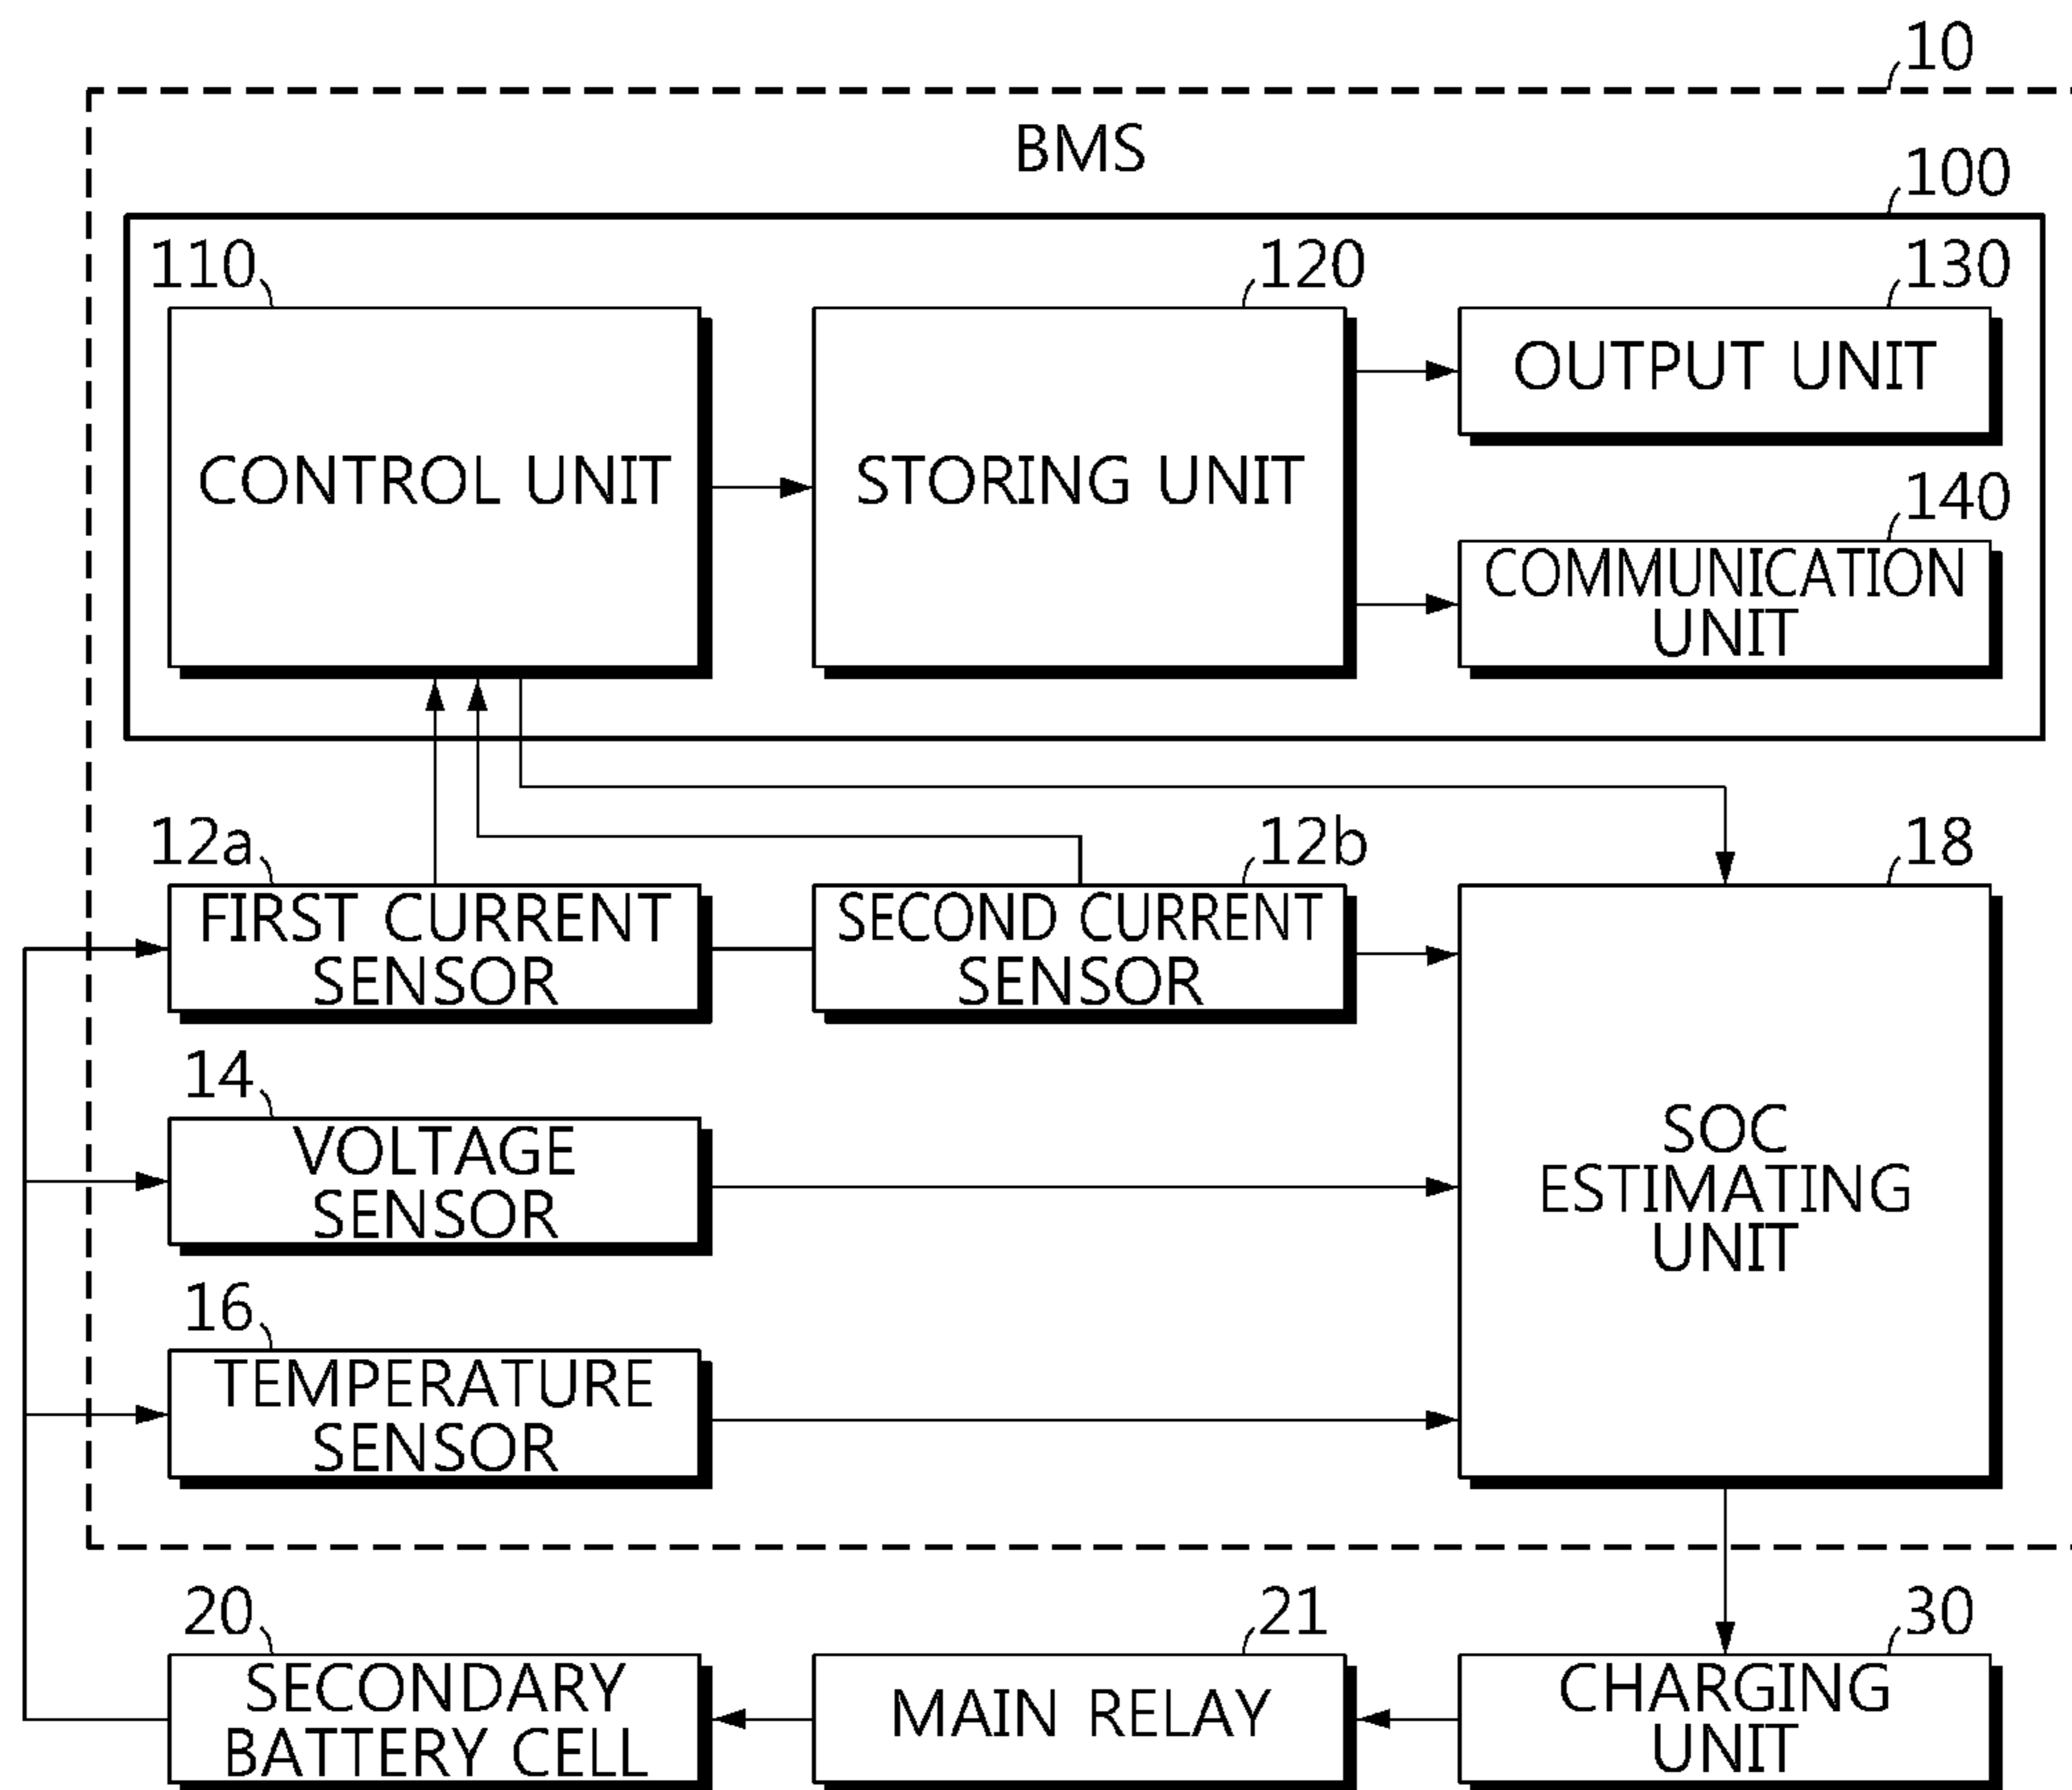 10
BMS
100
110
120
130
CONTROL UNIT
STORING UNIT
OUTPUT UNIT
140
COMMUNICATION
UNIT
12a
12b
18
FIRST CURRENT
SENSOR
SECOND CURRENT
SENSOR
14
VOLTAGE
SENSOR
SOC
ESTIMATING
UNIT
16
TEMPERATURE
SENSOR
20
21
30
SECONDARY
BATTERY CELL
MAIN RELAY
CHARGING
UNIT